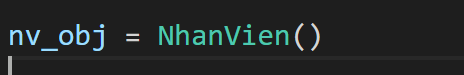 nv_obj = NhanVien()